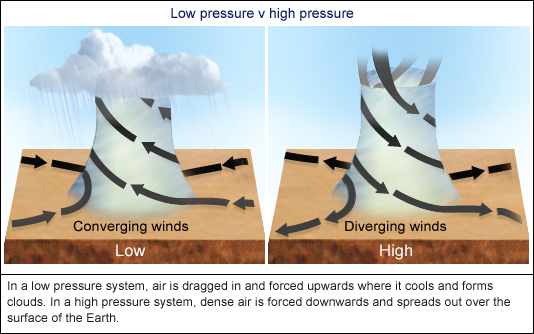 Low pressure v high pressure
Converging winds
Low
Diverging winds
High
In a low pressure system, air is dragged in and forced upwards where it cools and forms
clouds. In a high pressure system, dense air is forced downwards and spreads out over the
surface of the Earth.